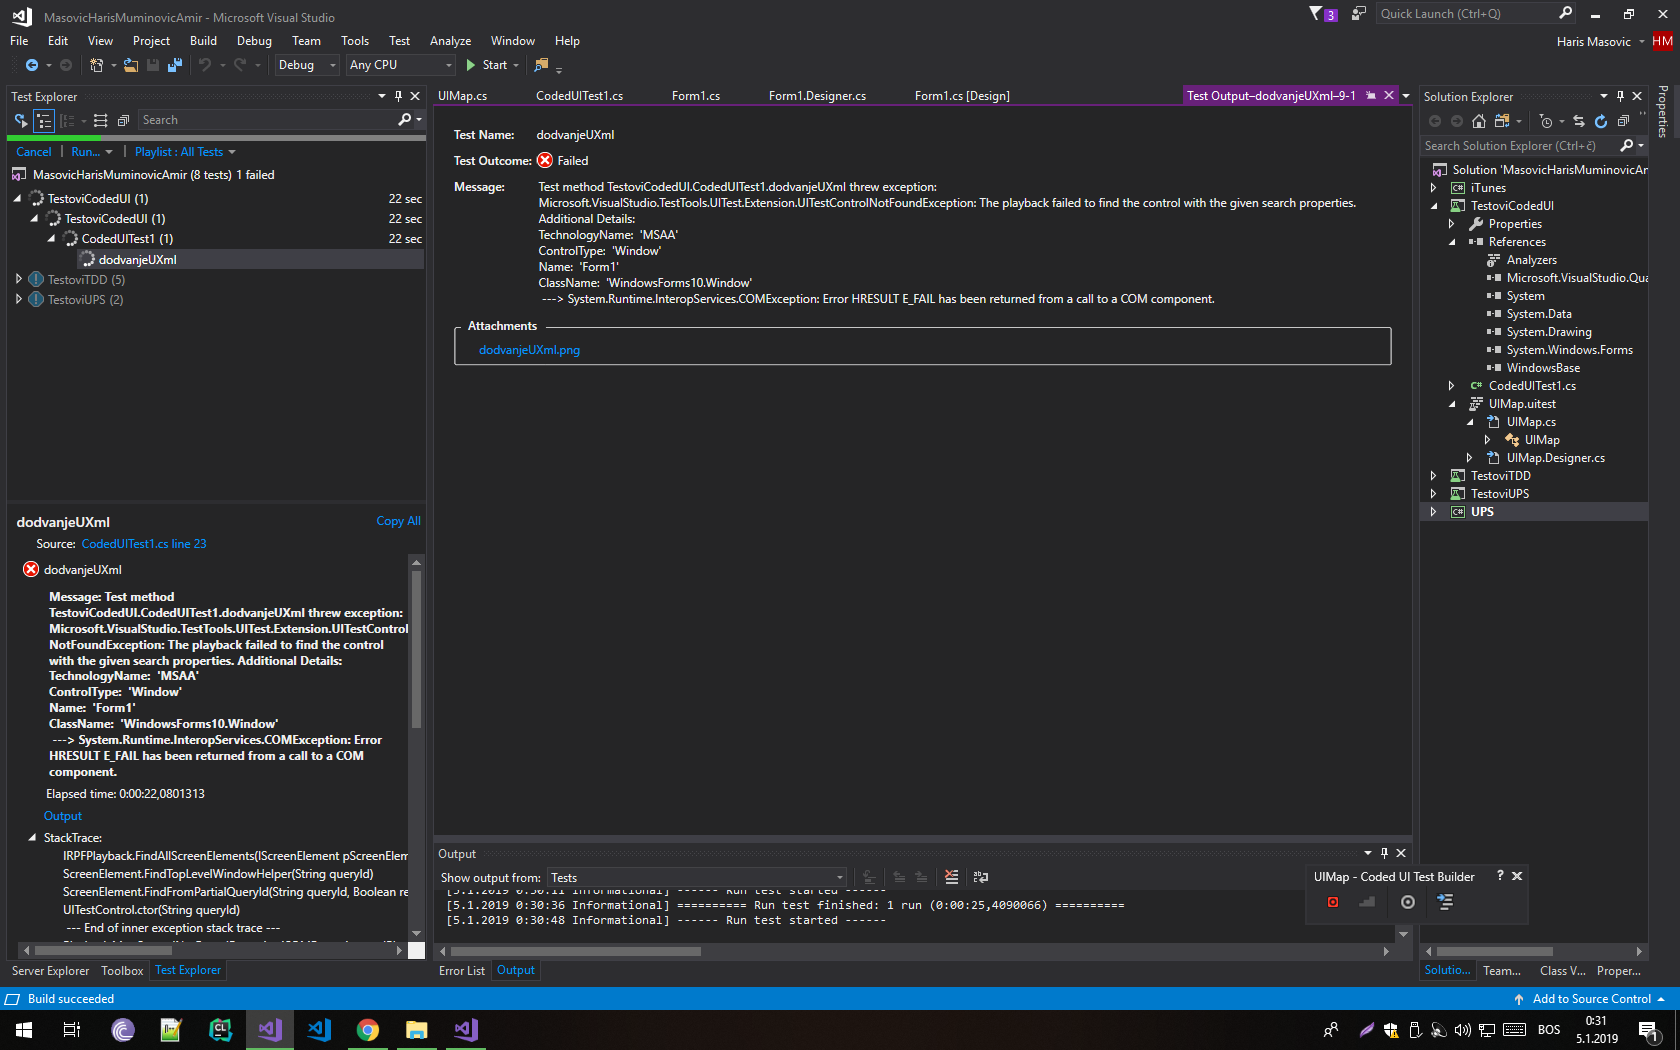 MasovicHarisMuminovicAmir - Microsoft Visual Studio
3
Quick Launch (Ctrl+Q)
File Edit View Project Build Debug Team Tools Test Analyze Window Help
Haris Masovic HM
Debug Any CPU Start
Test Explorer
Search
Cancel | Run... | Playlist : All Tests
MasovicHarisMuminovicAmir (8 tests) 1 failed
TestoviCodedUI (1) 22 sec
TestoviCodedUI (1) 22 sec
CodedUITest1 (1) 22 sec
dodvanjeUXml
TestoviTDD (5)
TestoviUPS (2)
dodvanjeUXml Copy All
Source: CodedUITest1.cs line 23
dodvanjeUXml
Message: Test method
TestoviCodedUI.CodedUITest1.dodvanjeUXml threw exception:
Microsoft.VisualStudio.TestTools.UITest.Extension.UITestControl
NotFoundException: The playback failed to find the control
with the given search properties. Additional Details:
TechnologyName:  'MSAA'
ControlType:  'Window'
Name:  'Form1'
ClassName:  'WindowsForms10.Window'
---> System.Runtime.InteropServices.COMException: Error
HRESULT E_FAIL has been returned from a call to a COM
component.
Elapsed time: 0:00:22,0801313
Output
StackTrace:
IRPFPlayback.FindAllScreenElements(IScreenElement pScreenElem
ScreenElement.FindTopLevelWindowHelper(String queryId)
ScreenElement.FindFromPartialQueryId(String queryId, Boolean re
UITestControl.ctor(String queryId)
--- End of inner exception stack trace ---
Server Explorer Toolbox Test Explorer
UIMap.cs CodedUITest1.cs Form1.cs Form1.Designer.cs Form1.cs [Design] Test Output–dodvanjeUXml–9-1
Test Name: dodvanjeUXml
Test Outcome: Failed
Message: Test method TestoviCodedUI.CodedUITest1.dodvanjeUXml threw exception:
Microsoft.VisualStudio.TestTools.UITest.Extension.UITestControlNotFoundException: The playback failed to find the control with the given search properties.
Additional Details:
TechnologyName:  'MSAA'
ControlType:  'Window'
Name:  'Form1'
ClassName:  'WindowsForms10.Window'
---> System.Runtime.InteropServices.COMException: Error HRESULT E_FAIL has been returned from a call to a COM component.
Attachments
dodvanjeUXml.png
Output
Show output from: Tests
[5.1.2019 0:30:11 Informational] ------ Run test started ------
[5.1.2019 0:30:36 Informational] ========== Run test finished: 1 run (0:00:25,4090066) ==========
[5.1.2019 0:30:48 Informational] ------ Run test started ------
Error List Output
UIMap - Coded UI Test Builder ?
Solution Explorer
Search Solution Explorer (Ctrl+č)
Solution 'MasovicHarisMuminovicAr
iTunes
TestoviCodedUI
Properties
References
Analyzers
Microsoft.VisualStudio.Qua
System
System.Data
System.Drawing
System.Windows.Forms
WindowsBase
CodedUITest1.cs
UIMap.uitest
UIMap.cs
UIMap
UIMap.Designer.cs
TestoviTDD
TestoviUPS
UPS
Solutio... Team... Class V... Proper...
Properties
Build succeeded
Add to Source Control
CL
BOS
0:31
5.1.2019
1